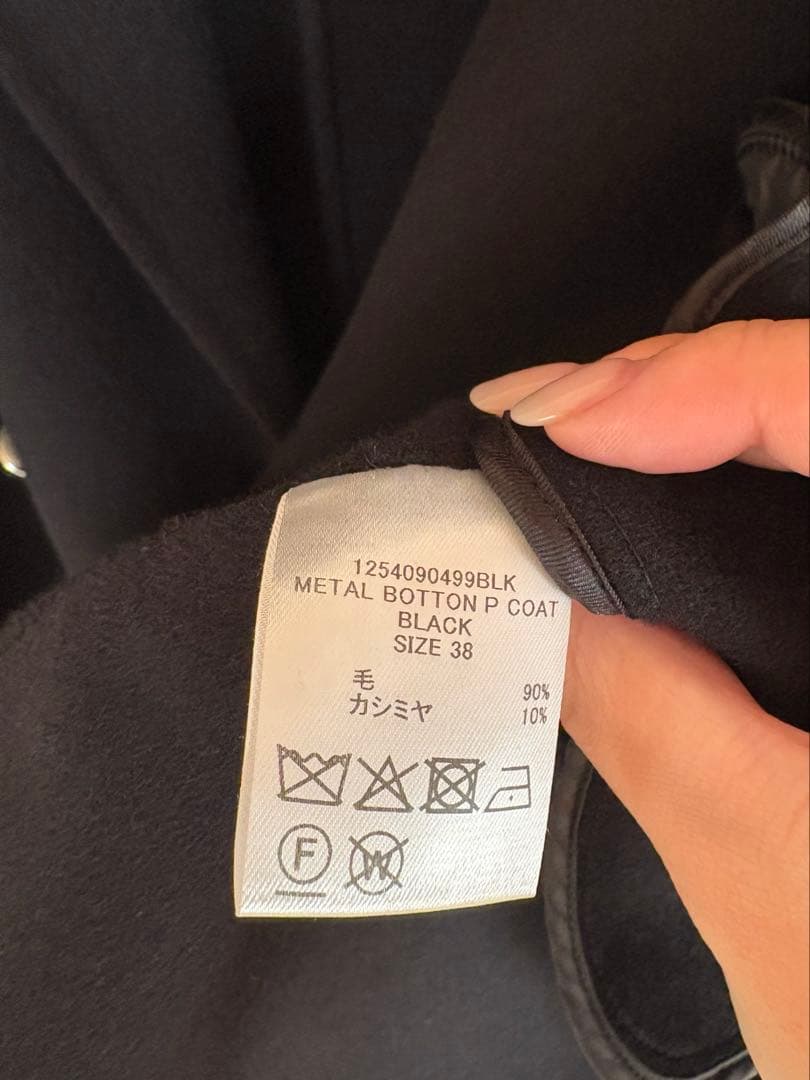 1254090499BLK
METAL BOTTON P COAT
BLACK
SIZE 38
毛 90%
カシミヤ 10%
F
W